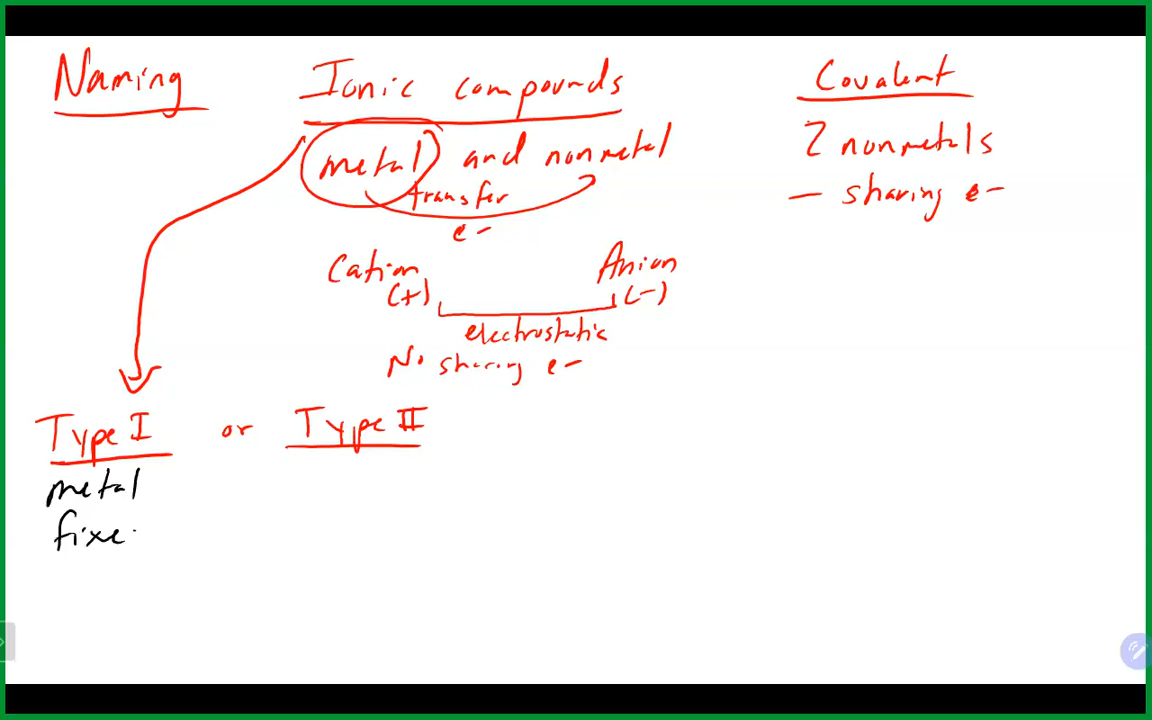 Naming
Ionic compounds
metal and nonmetal
transfer
e-
Cation
(+)
Anion
(-)
electrostatic
No sharing e-
Covalent
2 nonmetals
- sharing e-
Type I or Type II
metal
fixe